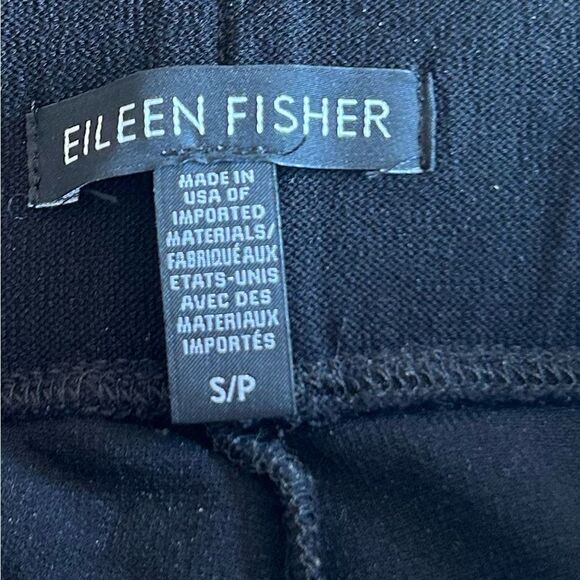 EILEEN FISHER
MADE IN
USA OF
IMPORTED
MATERIALS/
FABRIQUÉ AUX
ETATS-UNIS
AVEC DES
MATERIAUX
IMPORTÉS
S/P